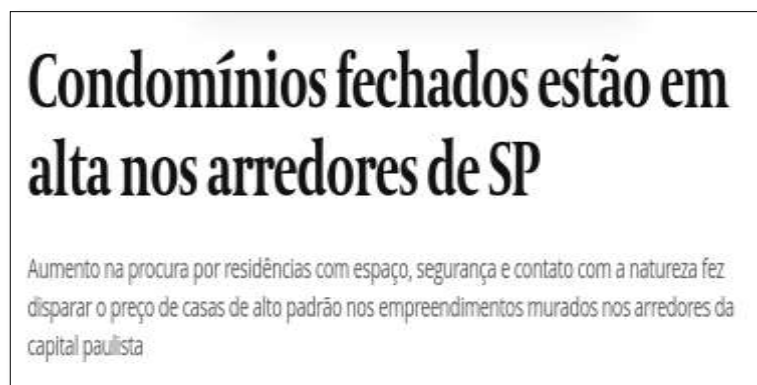 Condomínios fechados estão em
alta nos arredores de SP
Aumento na procura por residências com espaço, segurança e contato com a natureza fez
disparar o preço de casas de alto padrão nos empreendimentos murados nos arredores da
capital paulista